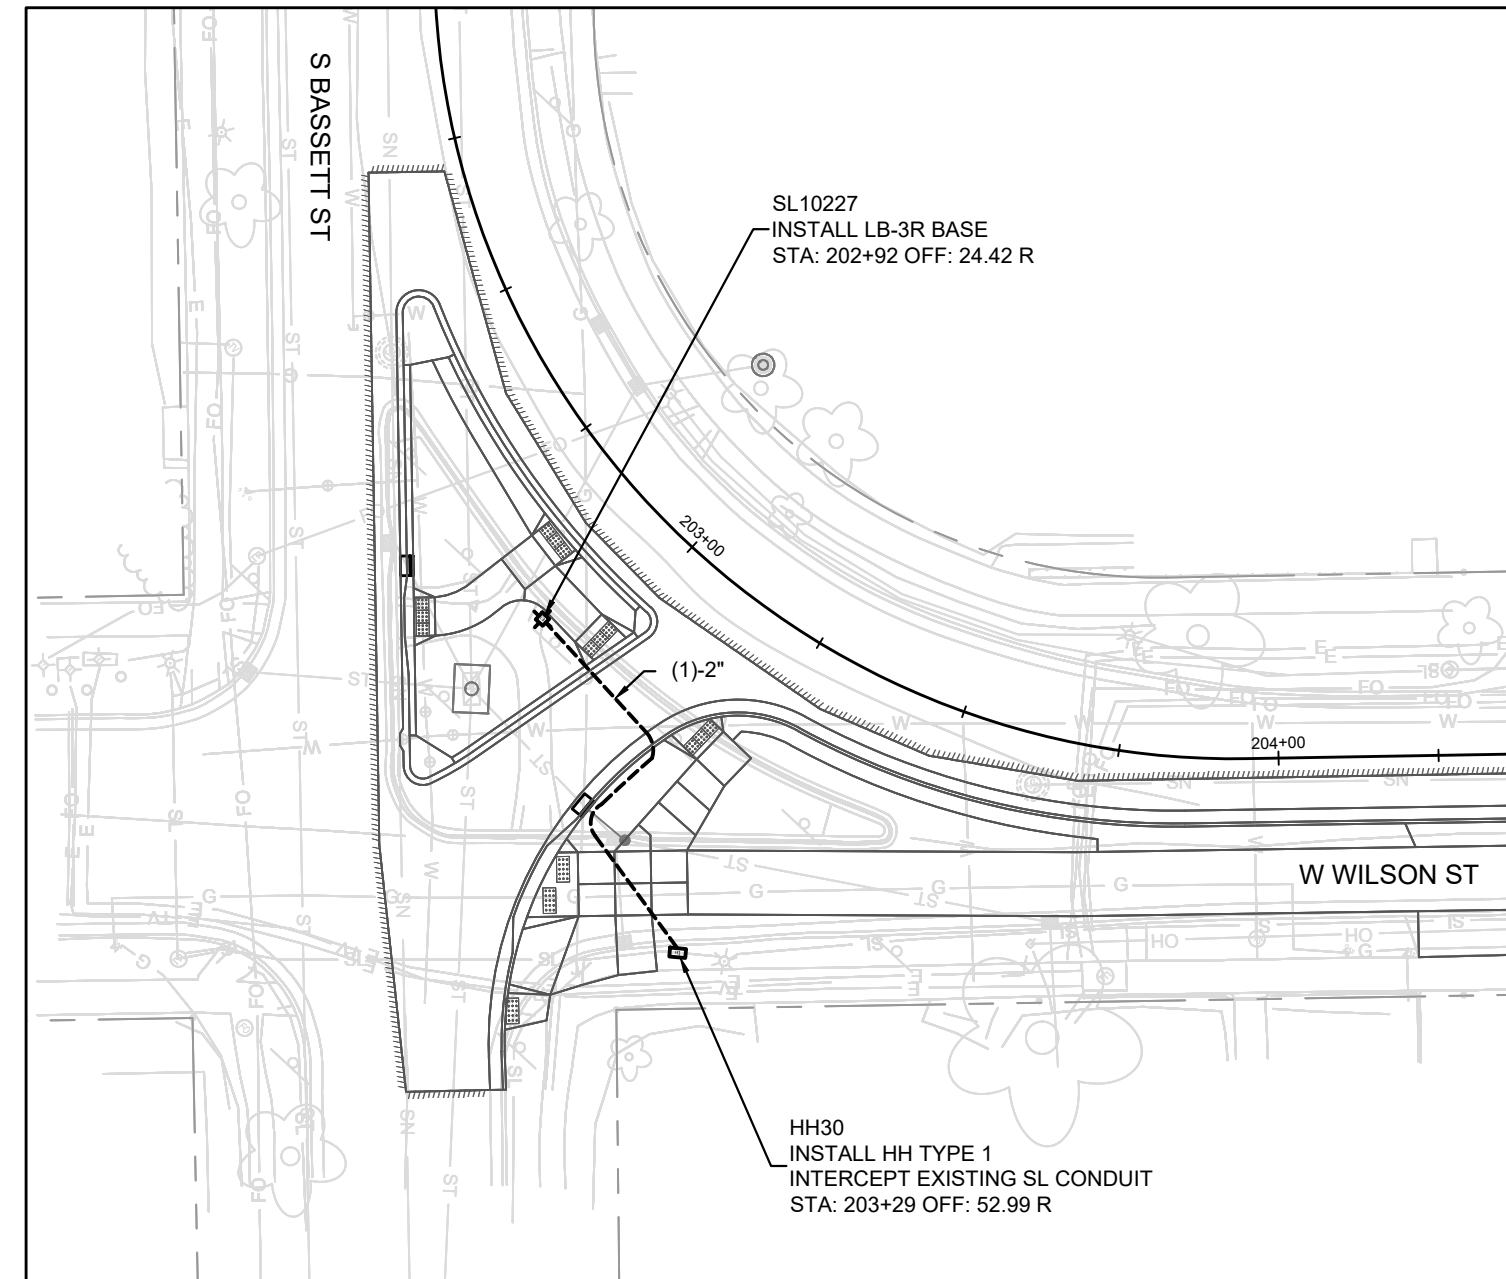 S BASSETT ST
SL10227
INSTALL LB-3R BASE
STA: 202+92 OFF: 24.42 R
203+00
(1)-2"
204+00
W WILSON ST
HH30
INSTALL HH TYPE 1
INTERCEPT EXISTING SL CONDUIT
STA: 203+29 OFF: 52.99 R